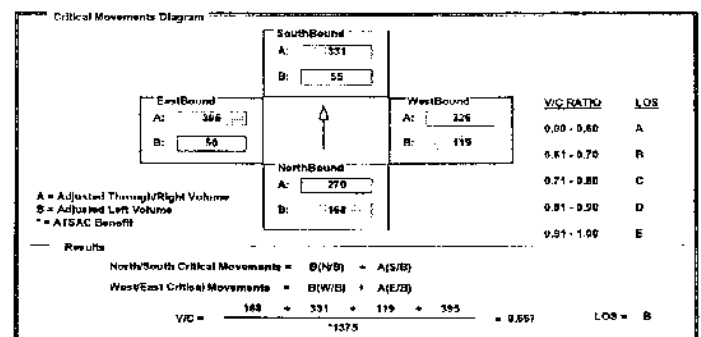 Critical Movements Diagram
SouthBound
A: 331
B: 55
EastBound
A: 395
B: 50
WestBound
A: 326
B: 119
NorthBound
A: 270
B: 168
V/C RATIO LOS
0.00 - 0.60 A
0.61 - 0.70 B
0.71 - 0.80 C
0.81 - 0.90 D
0.91 - 1.00 E
A = Adjusted Through/Right Volume
B = Adjusted Left Volume
* = ATSAC Benefit
Results
North/South Critical Movements = B(N/B) + A(S/B)
West/East Critical Movements = B(W/B) + A(E/B)
V/C = 168 + 331 + 119 + 395 = 0.667 LOS = B
*1375